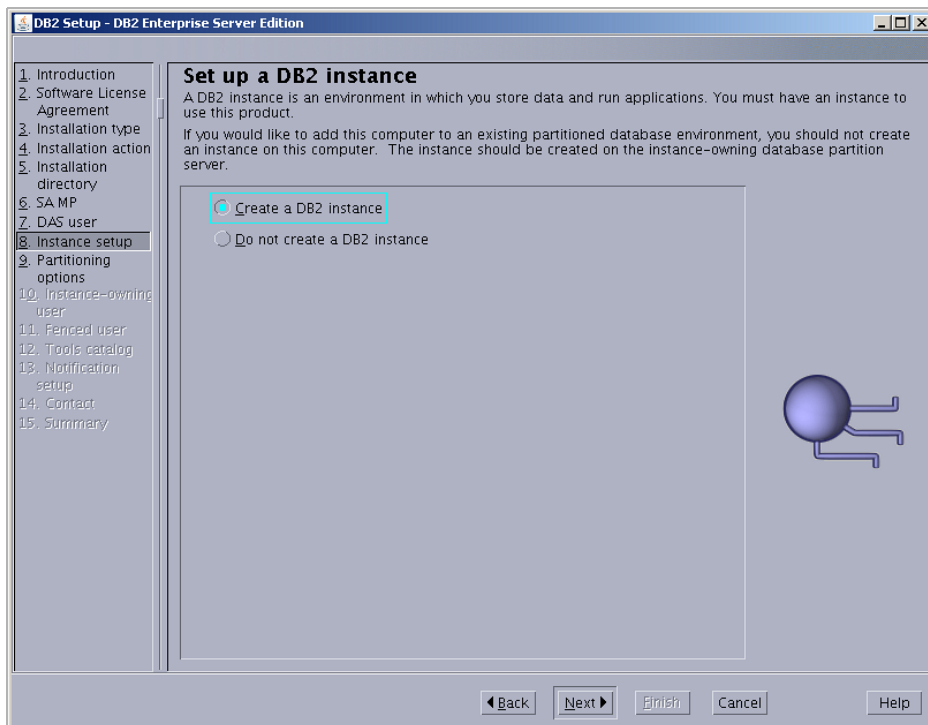 DB2 Setup - DB2 Enterprise Server Edition
1. Introduction
2. Software License
Agreement
3. Installation type
4. Installation action
5. Installation
directory
6. SA MP
7. DAS user
8. Instance setup
9. Partitioning
options
10. Instance-owning
user
11. Fenced user
12. Tools catalog
13. Notification
setup
14. Contact
15. Summary
Set up a DB2 instance
A DB2 instance is an environment in which you store data and run applications. You must have an instance to
use this product.
If you would like to add this computer to an existing partitioned database environment, you should not create
an instance on this computer. The instance should be created on the instance-owning database partition
server.
Create a DB2 instance
Do not create a DB2 instance
Back
Next
Finish
Cancel
Help